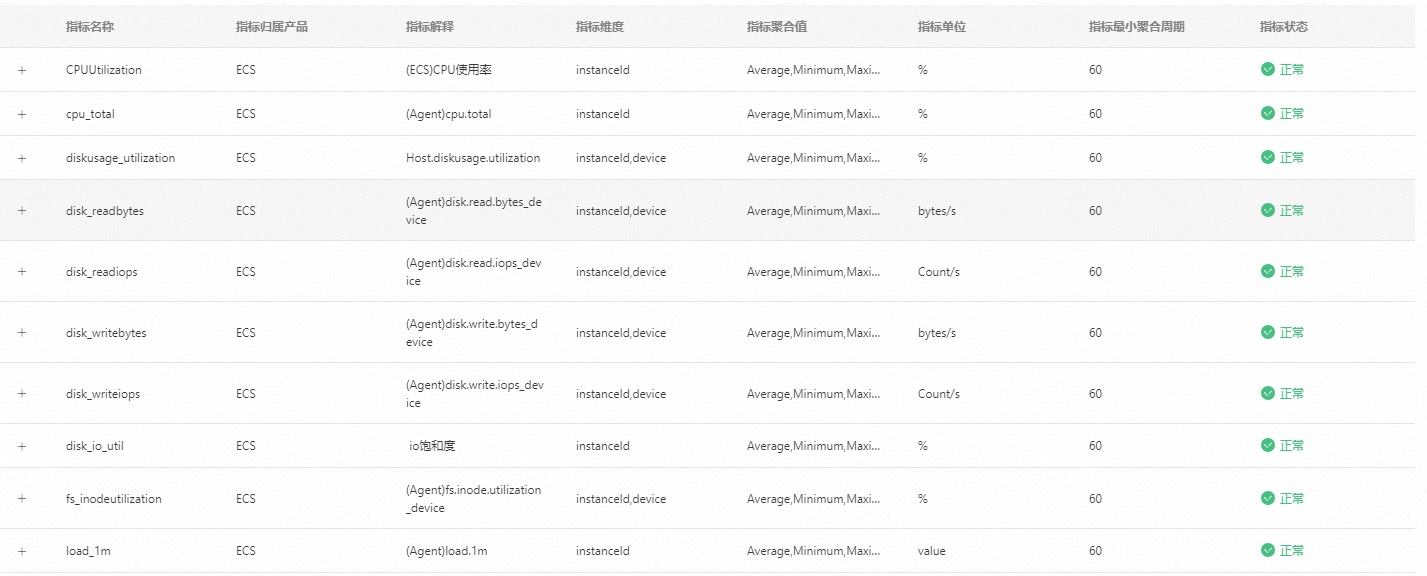 指标名称 指标归属产品 指标解释 指标维度 指标聚合值 指标单位 指标最小聚合周期 指标状态
+ CPUUtilization ECS (ECS)CPU使用率 instanceId Average,Minimum,Maxi... % 60 正常
+ cpu_total ECS (Agent)cpu.total instanceId Average,Minimum,Maxi... % 60 正常
+ diskusage_utilization ECS Host.diskusage.utilization instanceId,device Average,Minimum,Maxi... % 60 正常
+ disk_readbytes ECS (Agent)disk.read.bytes_de
vice instanceId,device Average,Minimum,Maxi... bytes/s 60 正常
+ disk_readiops ECS (Agent)disk.read.iops_dev
ice instanceId,device Average,Minimum,Maxi... Count/s 60 正常
+ disk_writebytes ECS (Agent)disk.write.bytes_d
evice instanceId,device Average,Minimum,Maxi... bytes/s 60 正常
+ disk_writeiops ECS (Agent)disk.write.iops_dev
ice instanceId,device Average,Minimum,Maxi... Count/s 60 正常
+ disk_io_util ECS io饱和度 instanceId Average,Minimum,Maxi... % 60 正常
+ fs_inodeutilization ECS (Agent)fs.inode.utilization
_device instanceId,device Average,Minimum,Maxi... % 60 正常
+ load_1m ECS (Agent)load.1m instanceId Average,Minimum,Maxi... value 60 正常